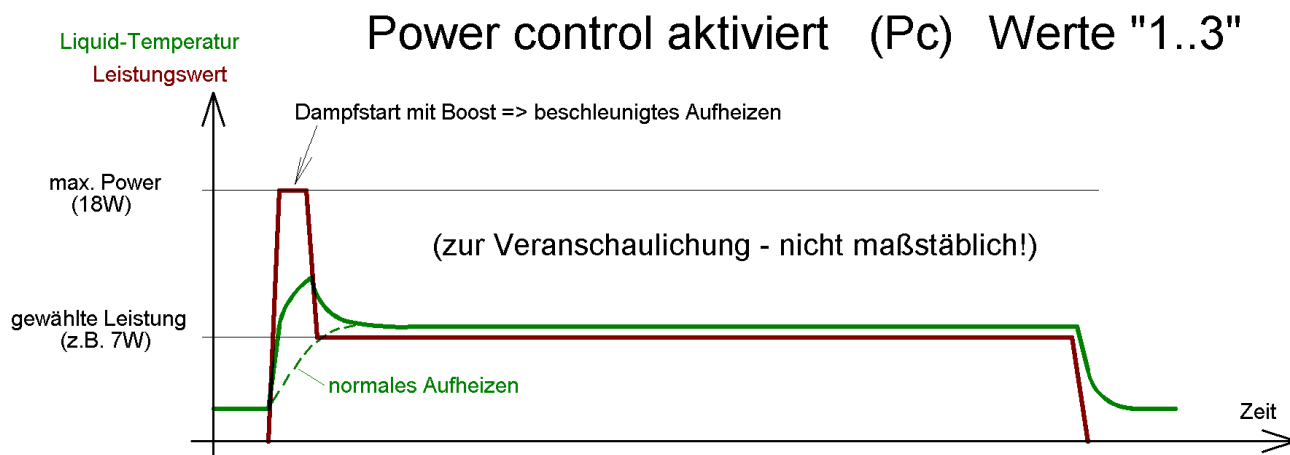 Power control aktiviert (Pc) Werte "1..3"
Liquid-Temperatur
Leistungswert
Dampfstart mit Boost => beschleunigtes Aufheizen
max. Power
(18W)
(zur Veranschaulichung - nicht maßstäblich!)
gewählte Leistung
(z.B. 7W)
normales Aufheizen
Zeit